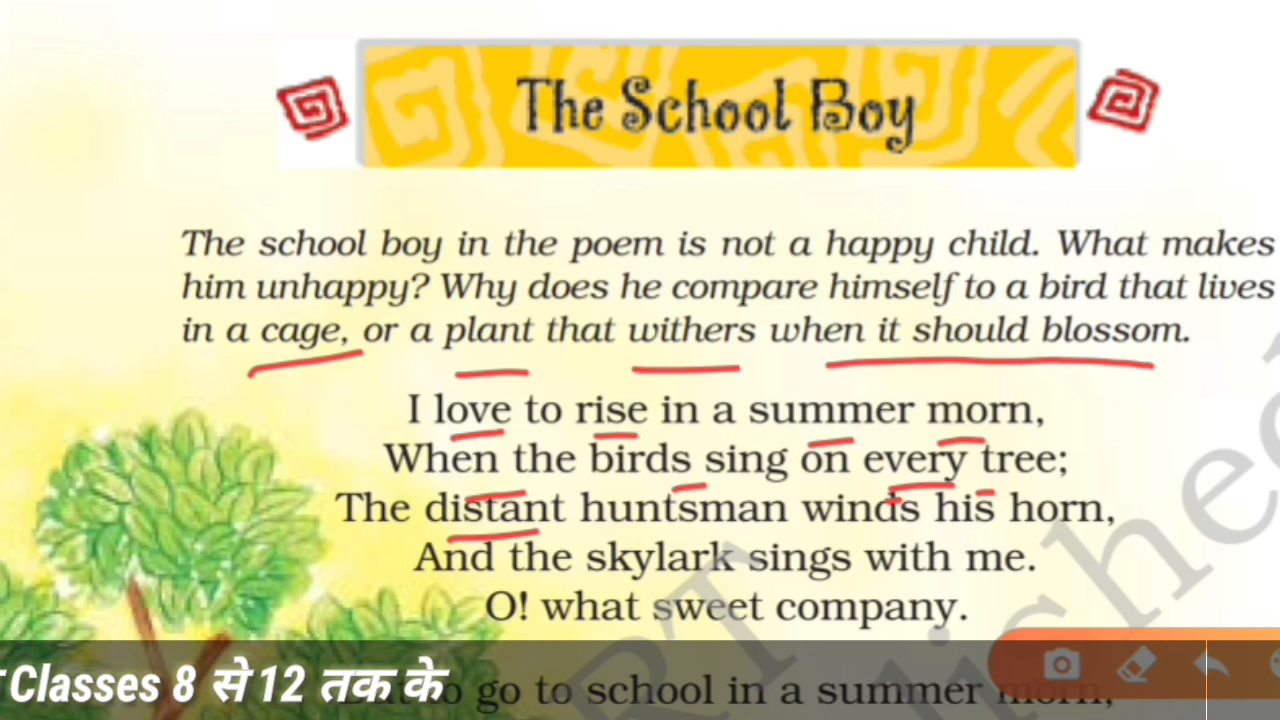 The School Boy
The school boy in the poem is not a happy child. What makes
him unhappy? Why does he compare himself to a bird that lives
in a cage, or a plant that withers when it should blossom.
I love to rise in a summer morn,
When the birds sing on every tree;
The distant huntsman winds his horn,
And the skylark sings with me.
O! what sweet company.
to go to school in a summer morn,
Classes 8 से 12 तक के